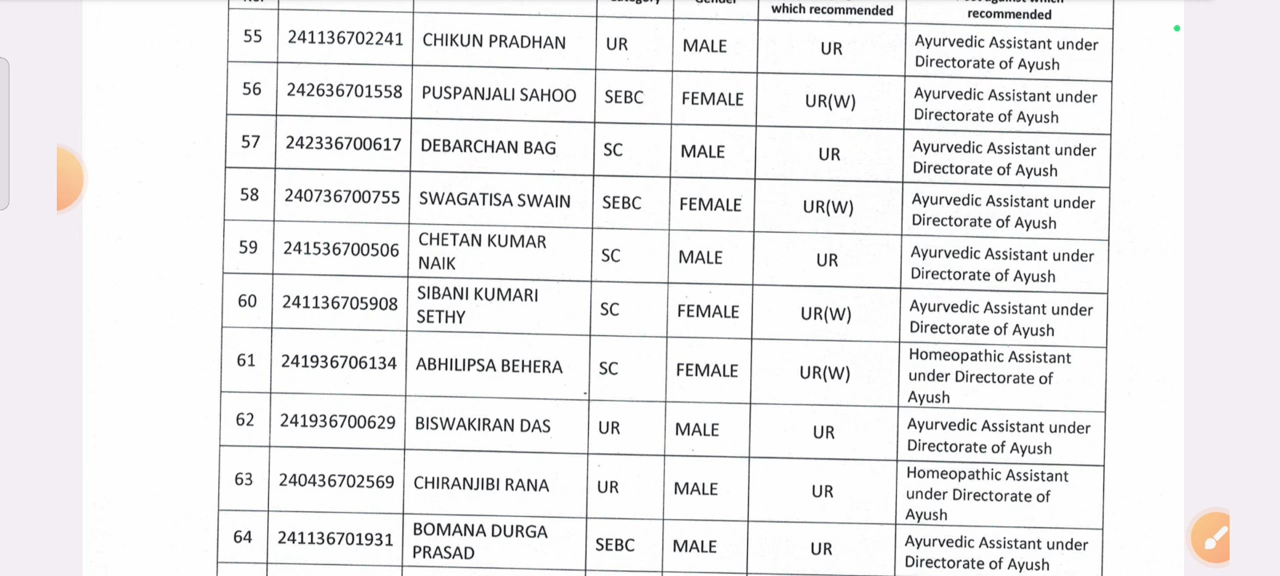 which recommended
recommended
55 241136702241 CHIKUN PRADHAN UR MALE UR Ayurvedic Assistant under
Directorate of Ayush
56 242636701558 PUSPANJALI SAHOO SEBC FEMALE UR(W) Ayurvedic Assistant under
Directorate of Ayush
57 242336700617 DEBARCHAN BAG SC MALE UR Ayurvedic Assistant under
Directorate of Ayush
58 240736700755 SWAGATISA SWAIN SEBC FEMALE UR(W) Ayurvedic Assistant under
Directorate of Ayush
59 241536700506 CHETAN KUMAR
NAIK SC MALE UR Ayurvedic Assistant under
Directorate of Ayush
60 241136705908 SIBANI KUMARI
SETHY SC FEMALE UR(W) Ayurvedic Assistant under
Directorate of Ayush
61 241936706134 ABHILIPSA BEHERA SC FEMALE UR(W) Homeopathic Assistant
under Directorate of
Ayush
62 241936700629 BISWAKIRAN DAS UR MALE UR Ayurvedic Assistant under
Directorate of Ayush
63 240436702569 CHIRANJIBI RANA UR MALE UR Homeopathic Assistant
under Directorate of
Ayush
64 241136701931 BOMANA DURGA
PRASAD SEBC MALE UR Ayurvedic Assistant under
Directorate of Ayush